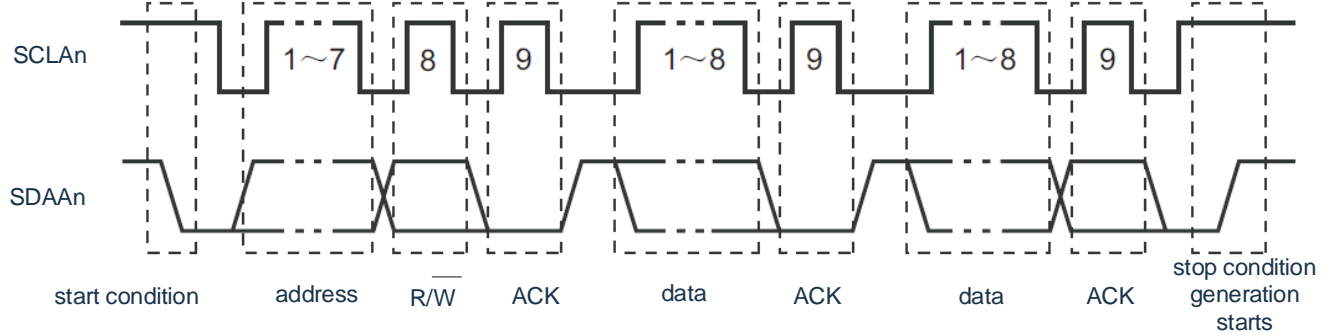 SCLAn
1～7
8
9
1～8
9
1～8
9
SDAAn
start condition
address
R/W̅
ACK
data
ACK
data
ACK
stop condition
generation
starts